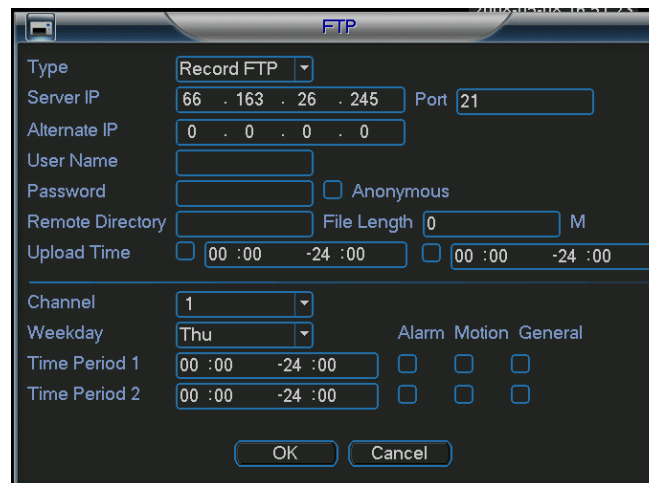 FTP
Type Record FTP
Server IP 66 . 163 . 26 . 245 Port 21
Alternate IP 0 . 0 . 0 . 0
User Name
Password Anonymous
Remote Directory File Length 0 M
Upload Time 00 :00 -24 :00 00 :00 -24 :00
Channel 1
Weekday Thu Alarm Motion General
Time Period 1 00 :00 -24 :00
Time Period 2 00 :00 -24 :00
OK Cancel